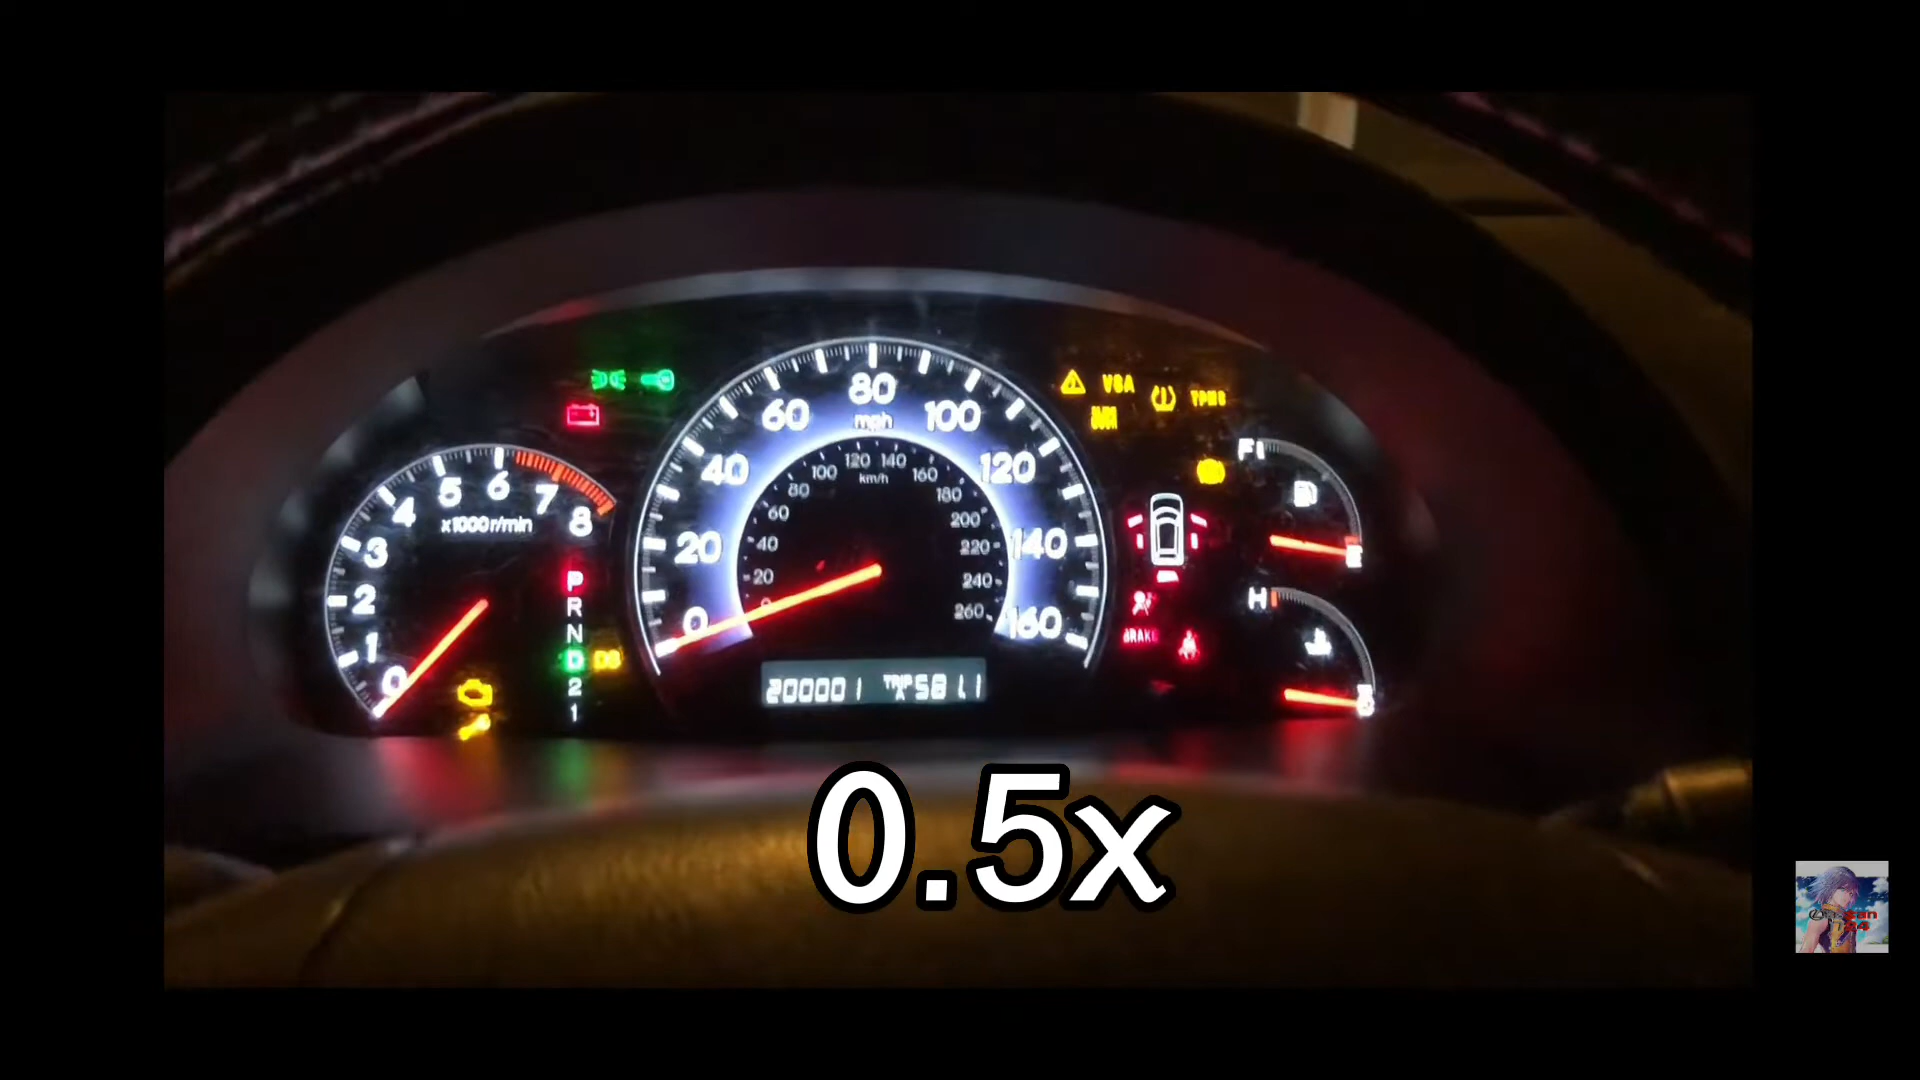 80
60
mph
100
VSA
TPMS
40
120
100 120 140 160
km/h
F
5 6
7
4
x1000r/min
8
80
180
60
200
3
20
40
220
140
E
P
20
240
2
R
H
0
260
0
160
N
BRAKE
1
D D3
0
2
200001 TRIP A 581.1
C
1
0.5x